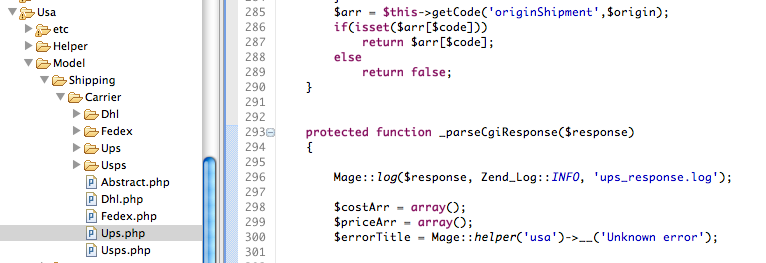 Usa
etc
Helper
Model
Shipping
Carrier
Dhl
Fedex
Ups
Usps
Abstract.php
Dhl.php
Fedex.php
Ups.php
Usps.php
285 $arr = $this->getCode('originShipment',$origin);
286 if(isset($arr[$code]))
287 return $arr[$code];
288 else
289 return false;
290 }
291
292
293 protected function _parseCgiResponse($response)
294 {
295
296 Mage::log($response, Zend_Log::INFO, 'ups_response.log');
297
298 $costArr = array();
299 $priceArr = array();
300 $errorTitle = Mage::helper('usa')->__('Unknown error');
301